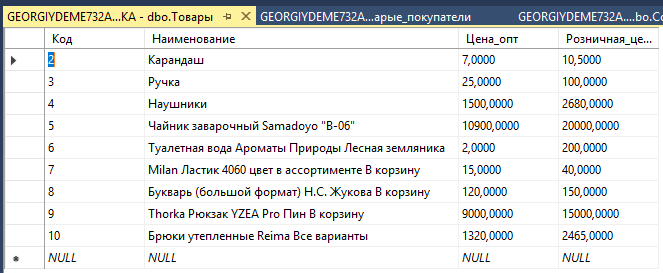 GEORGIYDEME732A...KA - dbo.Товары GEORGIYDEME732A...арые_покупатели GEORGIYDEME732A....bo.Со
Код Наименование Цена_опт Розничная_це...
2 Карандаш 7,0000 10,5000
3 Ручка 25,0000 100,0000
4 Наушники 1500,0000 2680,0000
5 Чайник заварочный Samadoyo "B-06" 10900,0000 20000,0000
6 Туалетная вода Ароматы Природы Лесная земляника 2,0000 200,0000
7 Milan Ластик 4060 цвет в ассортименте В корзину 15,0000 40,0000
8 Букварь (большой формат) Н.С. Жукова В корзину 120,0000 150,0000
9 Thorka Рюкзак YZEA Pro Пин В корзину 9000,0000 15000,0000
10 Брюки утепленные Reima Все варианты 1320,0000 2465,0000
NULL NULL NULL NULL